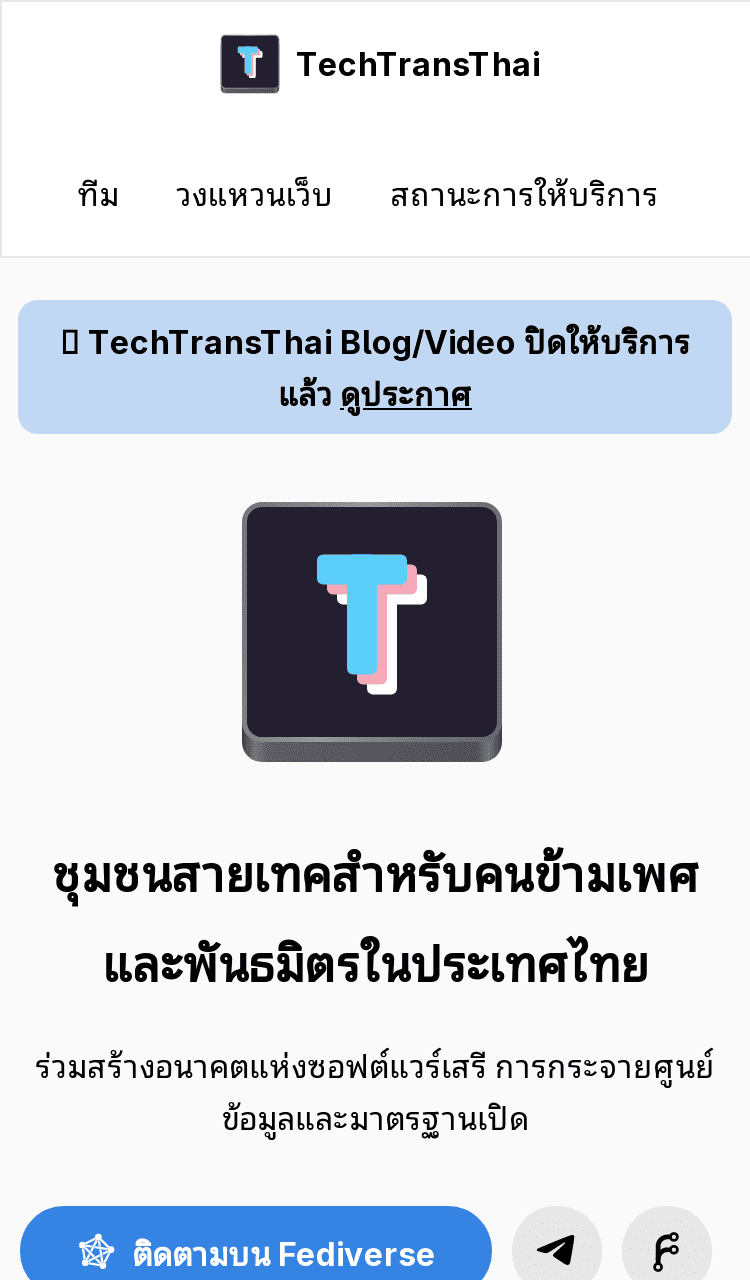 T TechTransThai
ทีม วงแหวนเว็บ สถานะการให้บริการ
TechTransThai Blog/Video ปิดให้บริการ
แล้ว ดูประกาศ
T
ชุมชนสายเทคสำหรับคนข้ามเพศ
และพันธมิตรในประเทศไทย
ร่วมสร้างอนาคตแห่งซอฟต์แวร์เสรี การกระจายศูนย์
ข้อมูลและมาตรฐานเปิด
ติดตามบน Fediverse